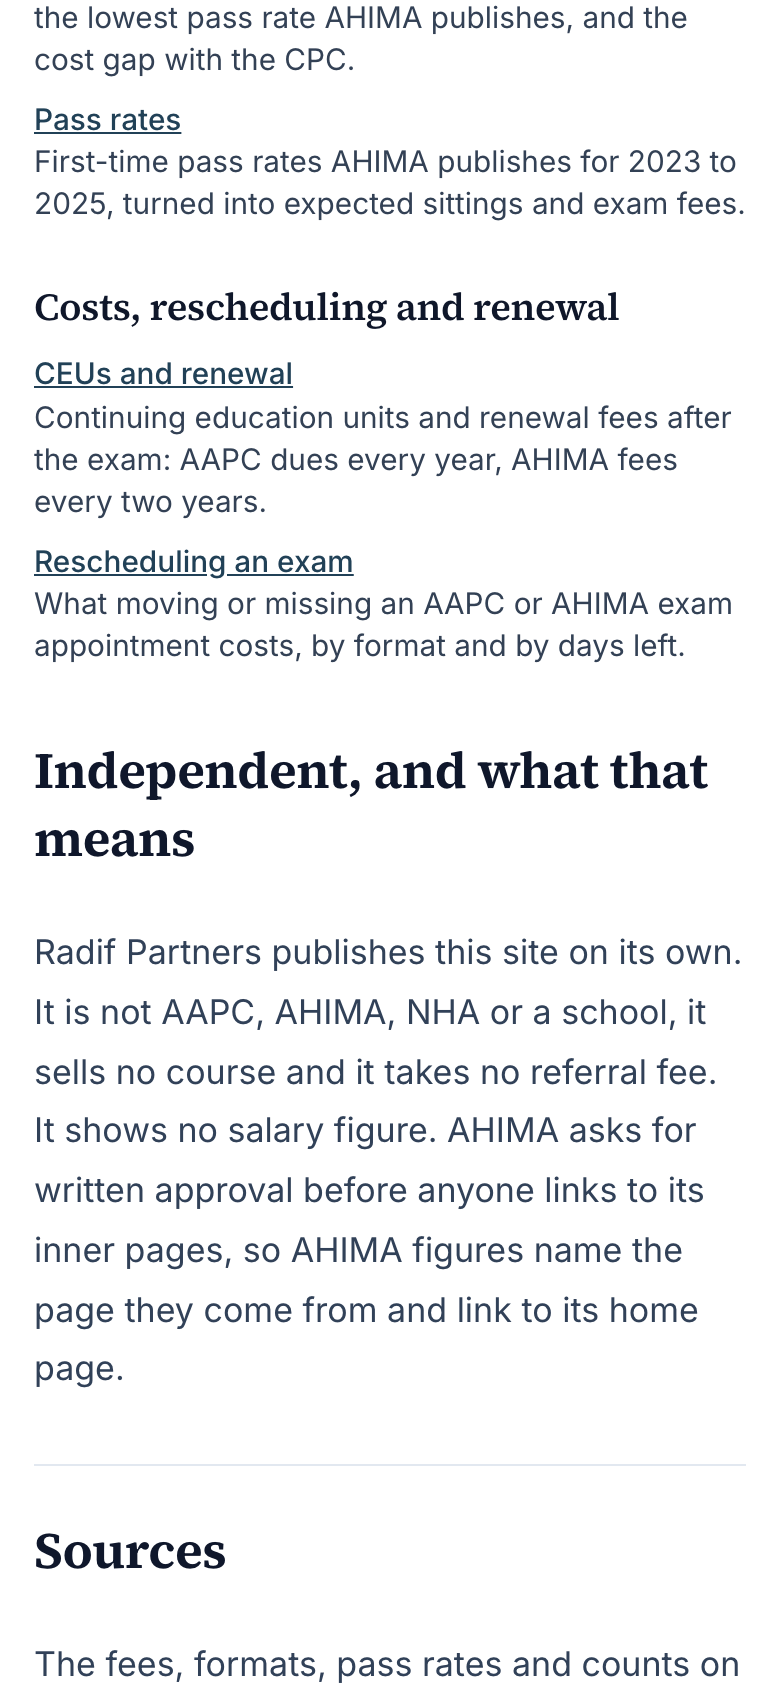 the lowest pass rate AHIMA publishes, and the
cost gap with the CPC.
Pass rates
First-time pass rates AHIMA publishes for 2023 to
2025, turned into expected sittings and exam fees.
Costs, rescheduling and renewal
CEUs and renewal
Continuing education units and renewal fees after
the exam: AAPC dues every year, AHIMA fees
every two years.
Rescheduling an exam
What moving or missing an AAPC or AHIMA exam
appointment costs, by format and by days left.
Independent, and what that
means
Radif Partners publishes this site on its own.
It is not AAPC, AHIMA, NHA or a school, it
sells no course and it takes no referral fee.
It shows no salary figure. AHIMA asks for
written approval before anyone links to its
inner pages, so AHIMA figures name the
page they come from and link to its home
page.
Sources
The fees, formats, pass rates and counts on